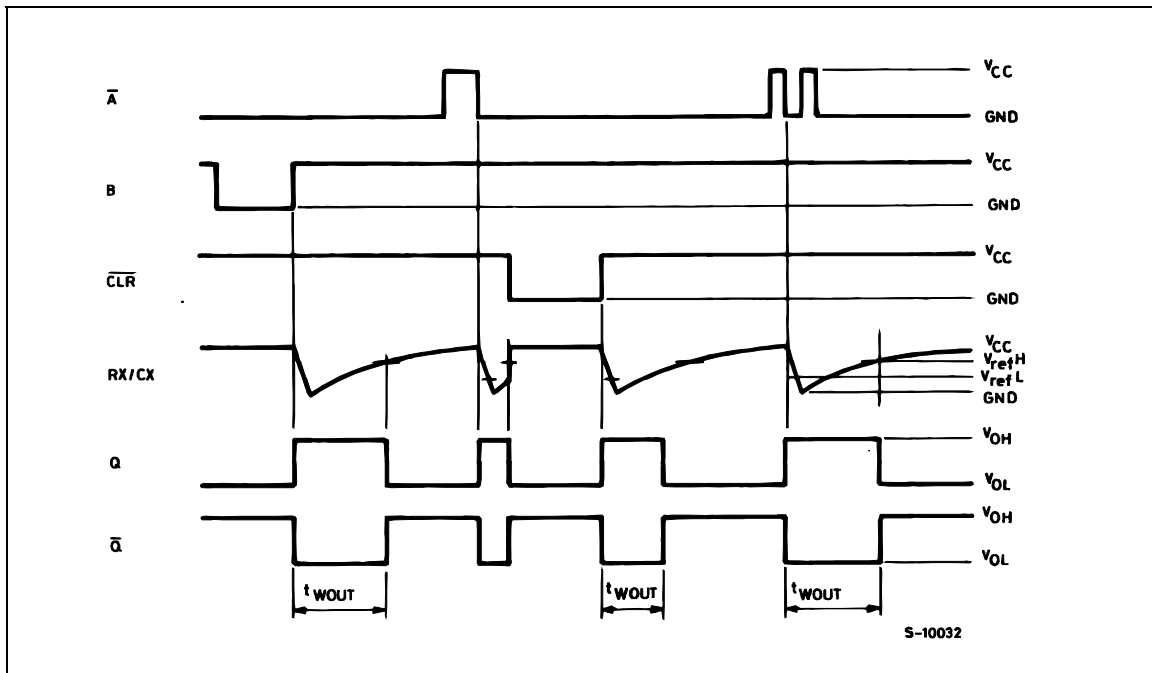 A̅
VCC
GND
B
VCC
GND
C̅L̅R̅
VCC
GND
RX/CX
VCC
VrefH
VrefL
GND
Q
VOH
VOL
Q̅
VOH
VOL
tWOUT
tWOUT
tWOUT
S-10032